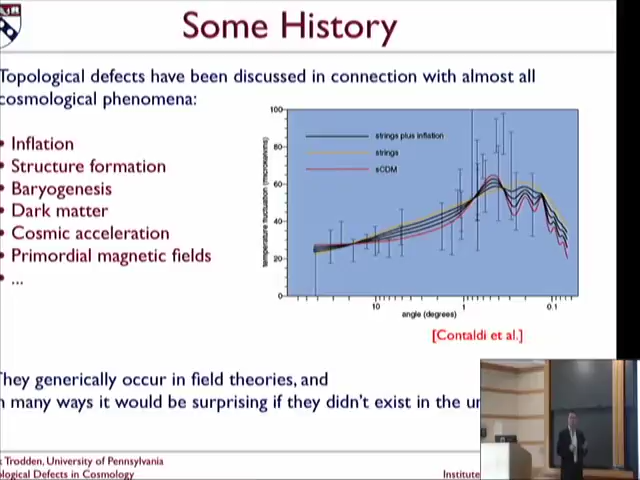 Some History
Topological defects have been discussed in connection with almost all
cosmological phenomena:
• Inflation
• Structure formation
• Baryogenesis
• Dark matter
• Cosmic acceleration
• Primordial magnetic fields
• ...
100
80
60
40
20
0
temperature fluctuation (microkelvins)
strings plus inflation
strings
sCDM
10
1
0.1
angle (degrees)
[Contaldi et al.]
They generically occur in field theories, and
many ways it would be surprising if they didn't exist in the
Trodden, University of Pennsylvania
ological Defects in Cosmology
Institute